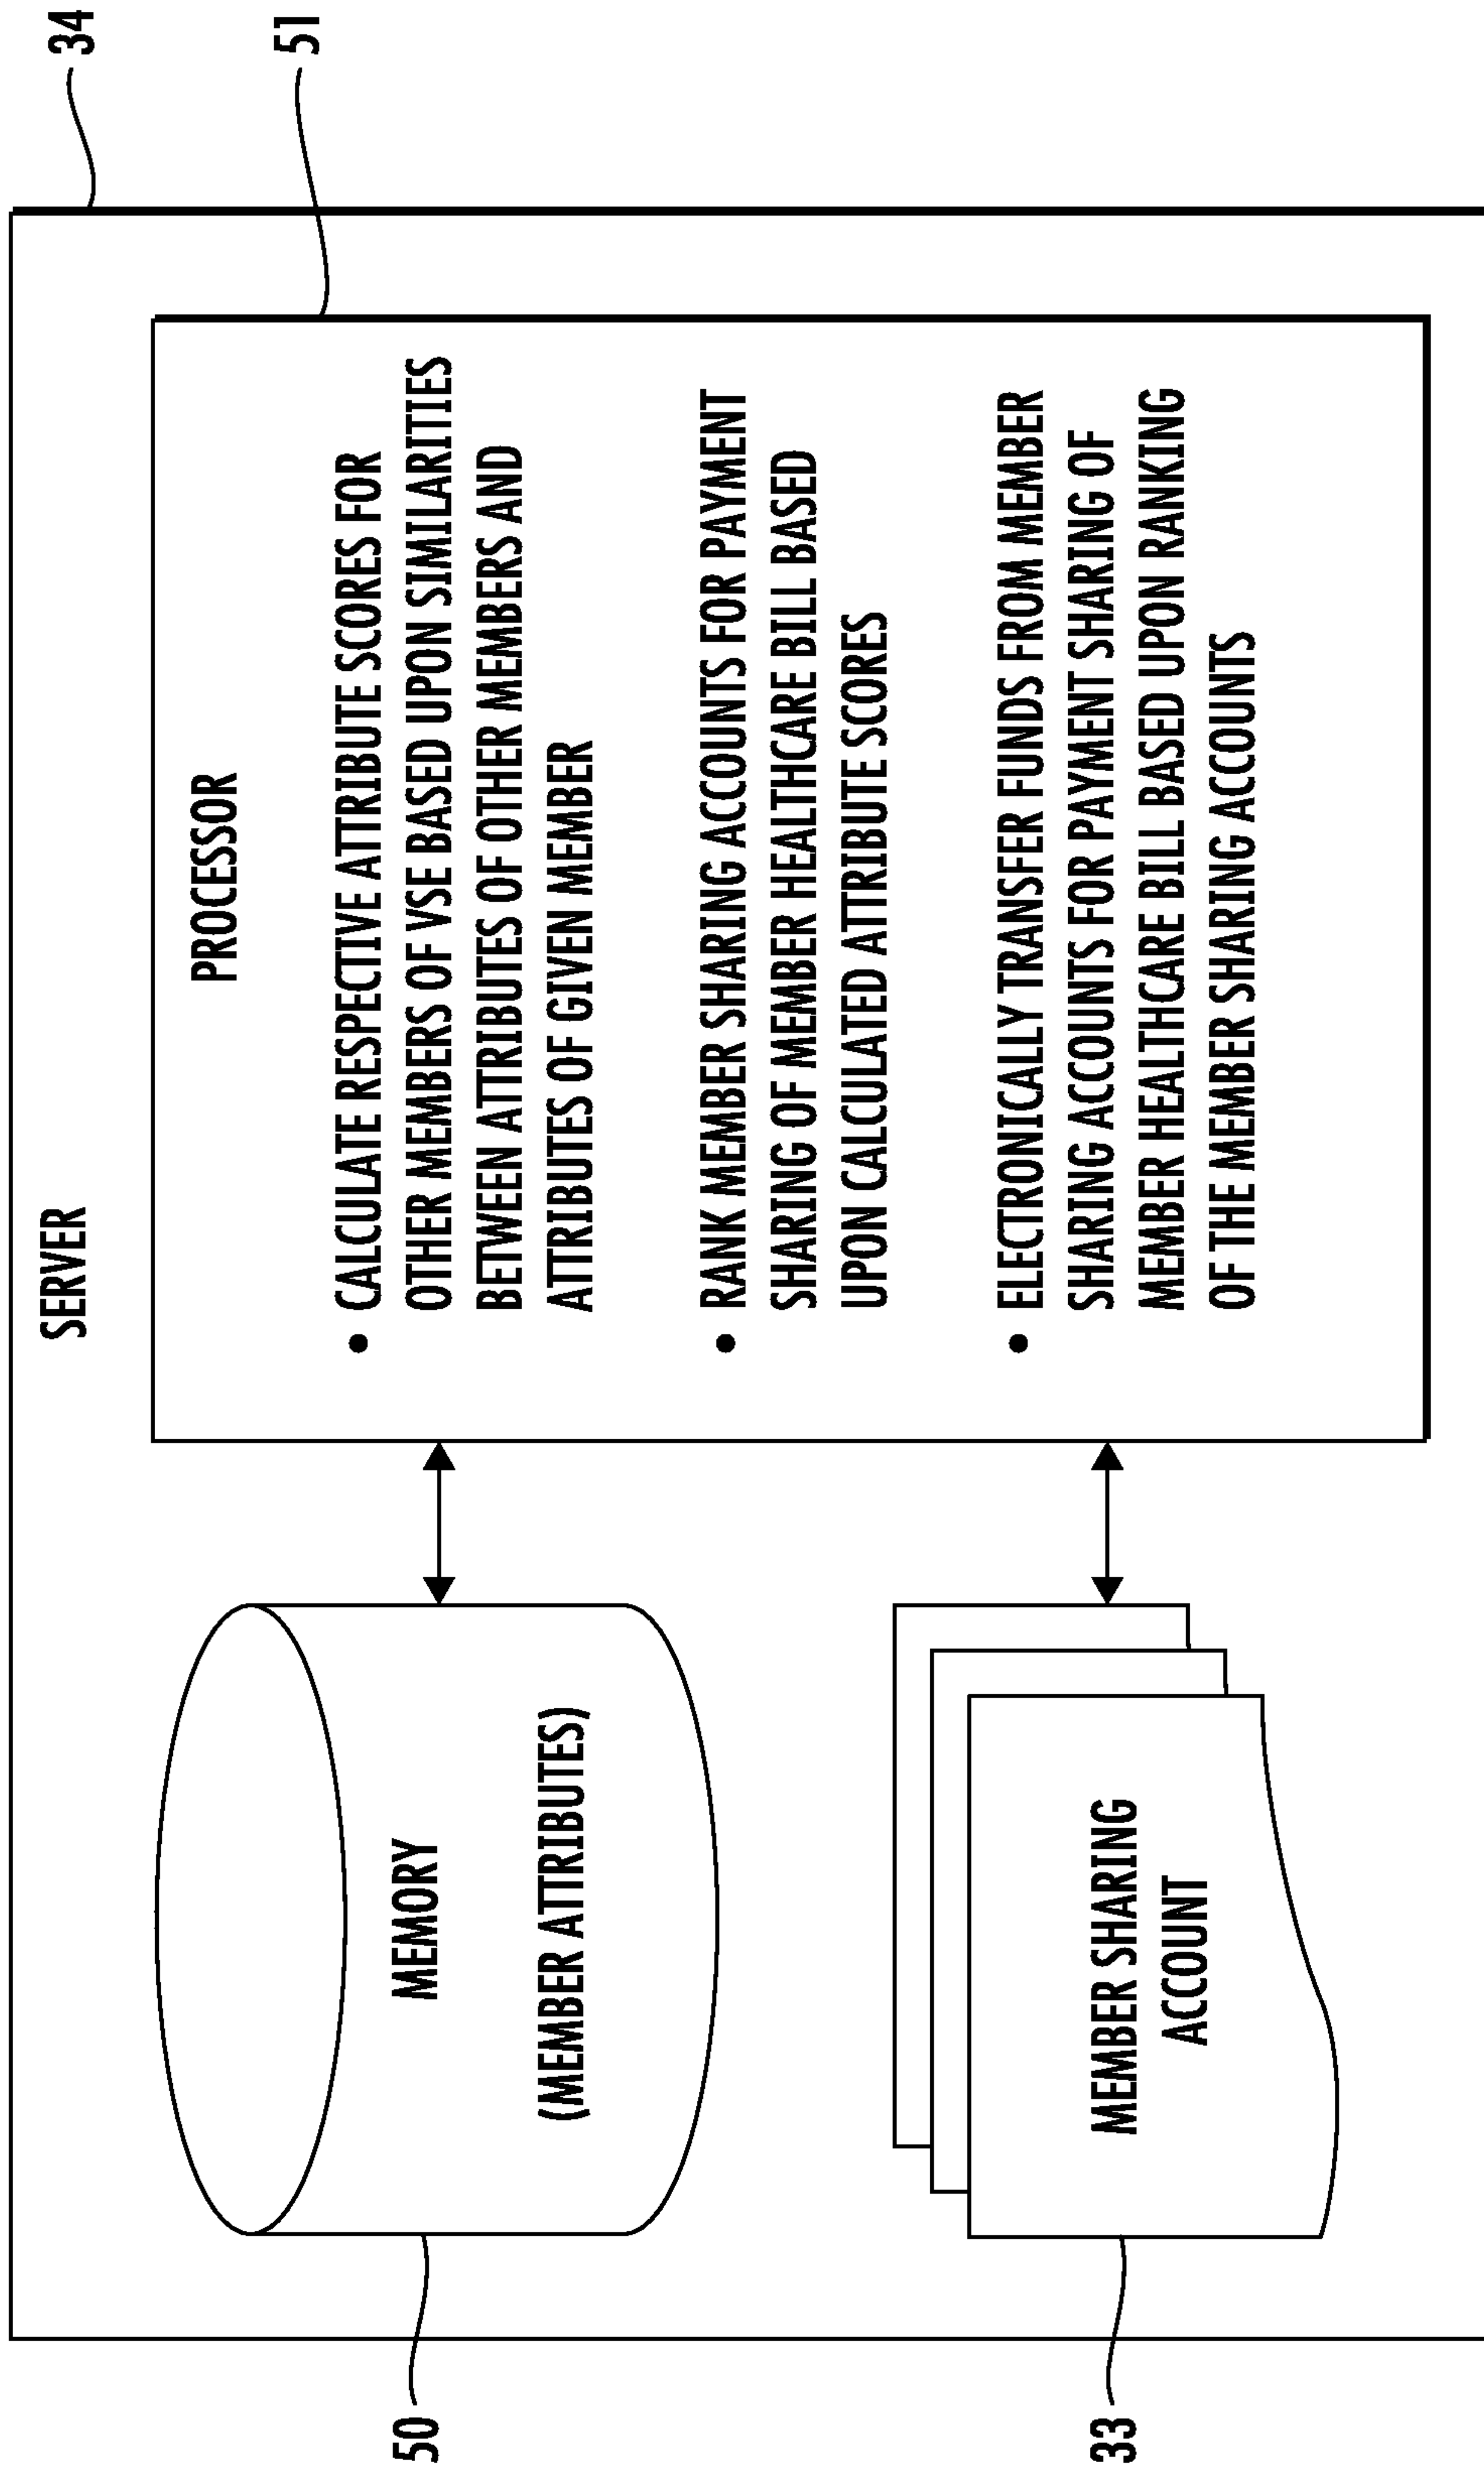 SERVER
34
PROCESSOR
51
• CALCULATE RESPECTIVE ATTRIBUTE SCORES FOR
OTHER MEMBERS OF VSE BASED UPON SIMILARITIES
BETWEEN ATTRIBUTES OF OTHER MEMBERS AND
ATTRIBUTES OF GIVEN MEMBER
• RANK MEMBER SHARING ACCOUNTS FOR PAYMENT
SHARING OF MEMBER HEALTHCARE BILL BASED
UPON CALCULATED ATTRIBUTE SCORES
• ELECTRONICALLY TRANSFER FUNDS FROM MEMBER
SHARING ACCOUNTS FOR PAYMENT SHARING OF
MEMBER HEALTHCARE BILL BASED UPON RANKING
OF THE MEMBER SHARING ACCOUNTS
50
MEMORY
(MEMBER ATTRIBUTES)
33
MEMBER SHARING
ACCOUNT